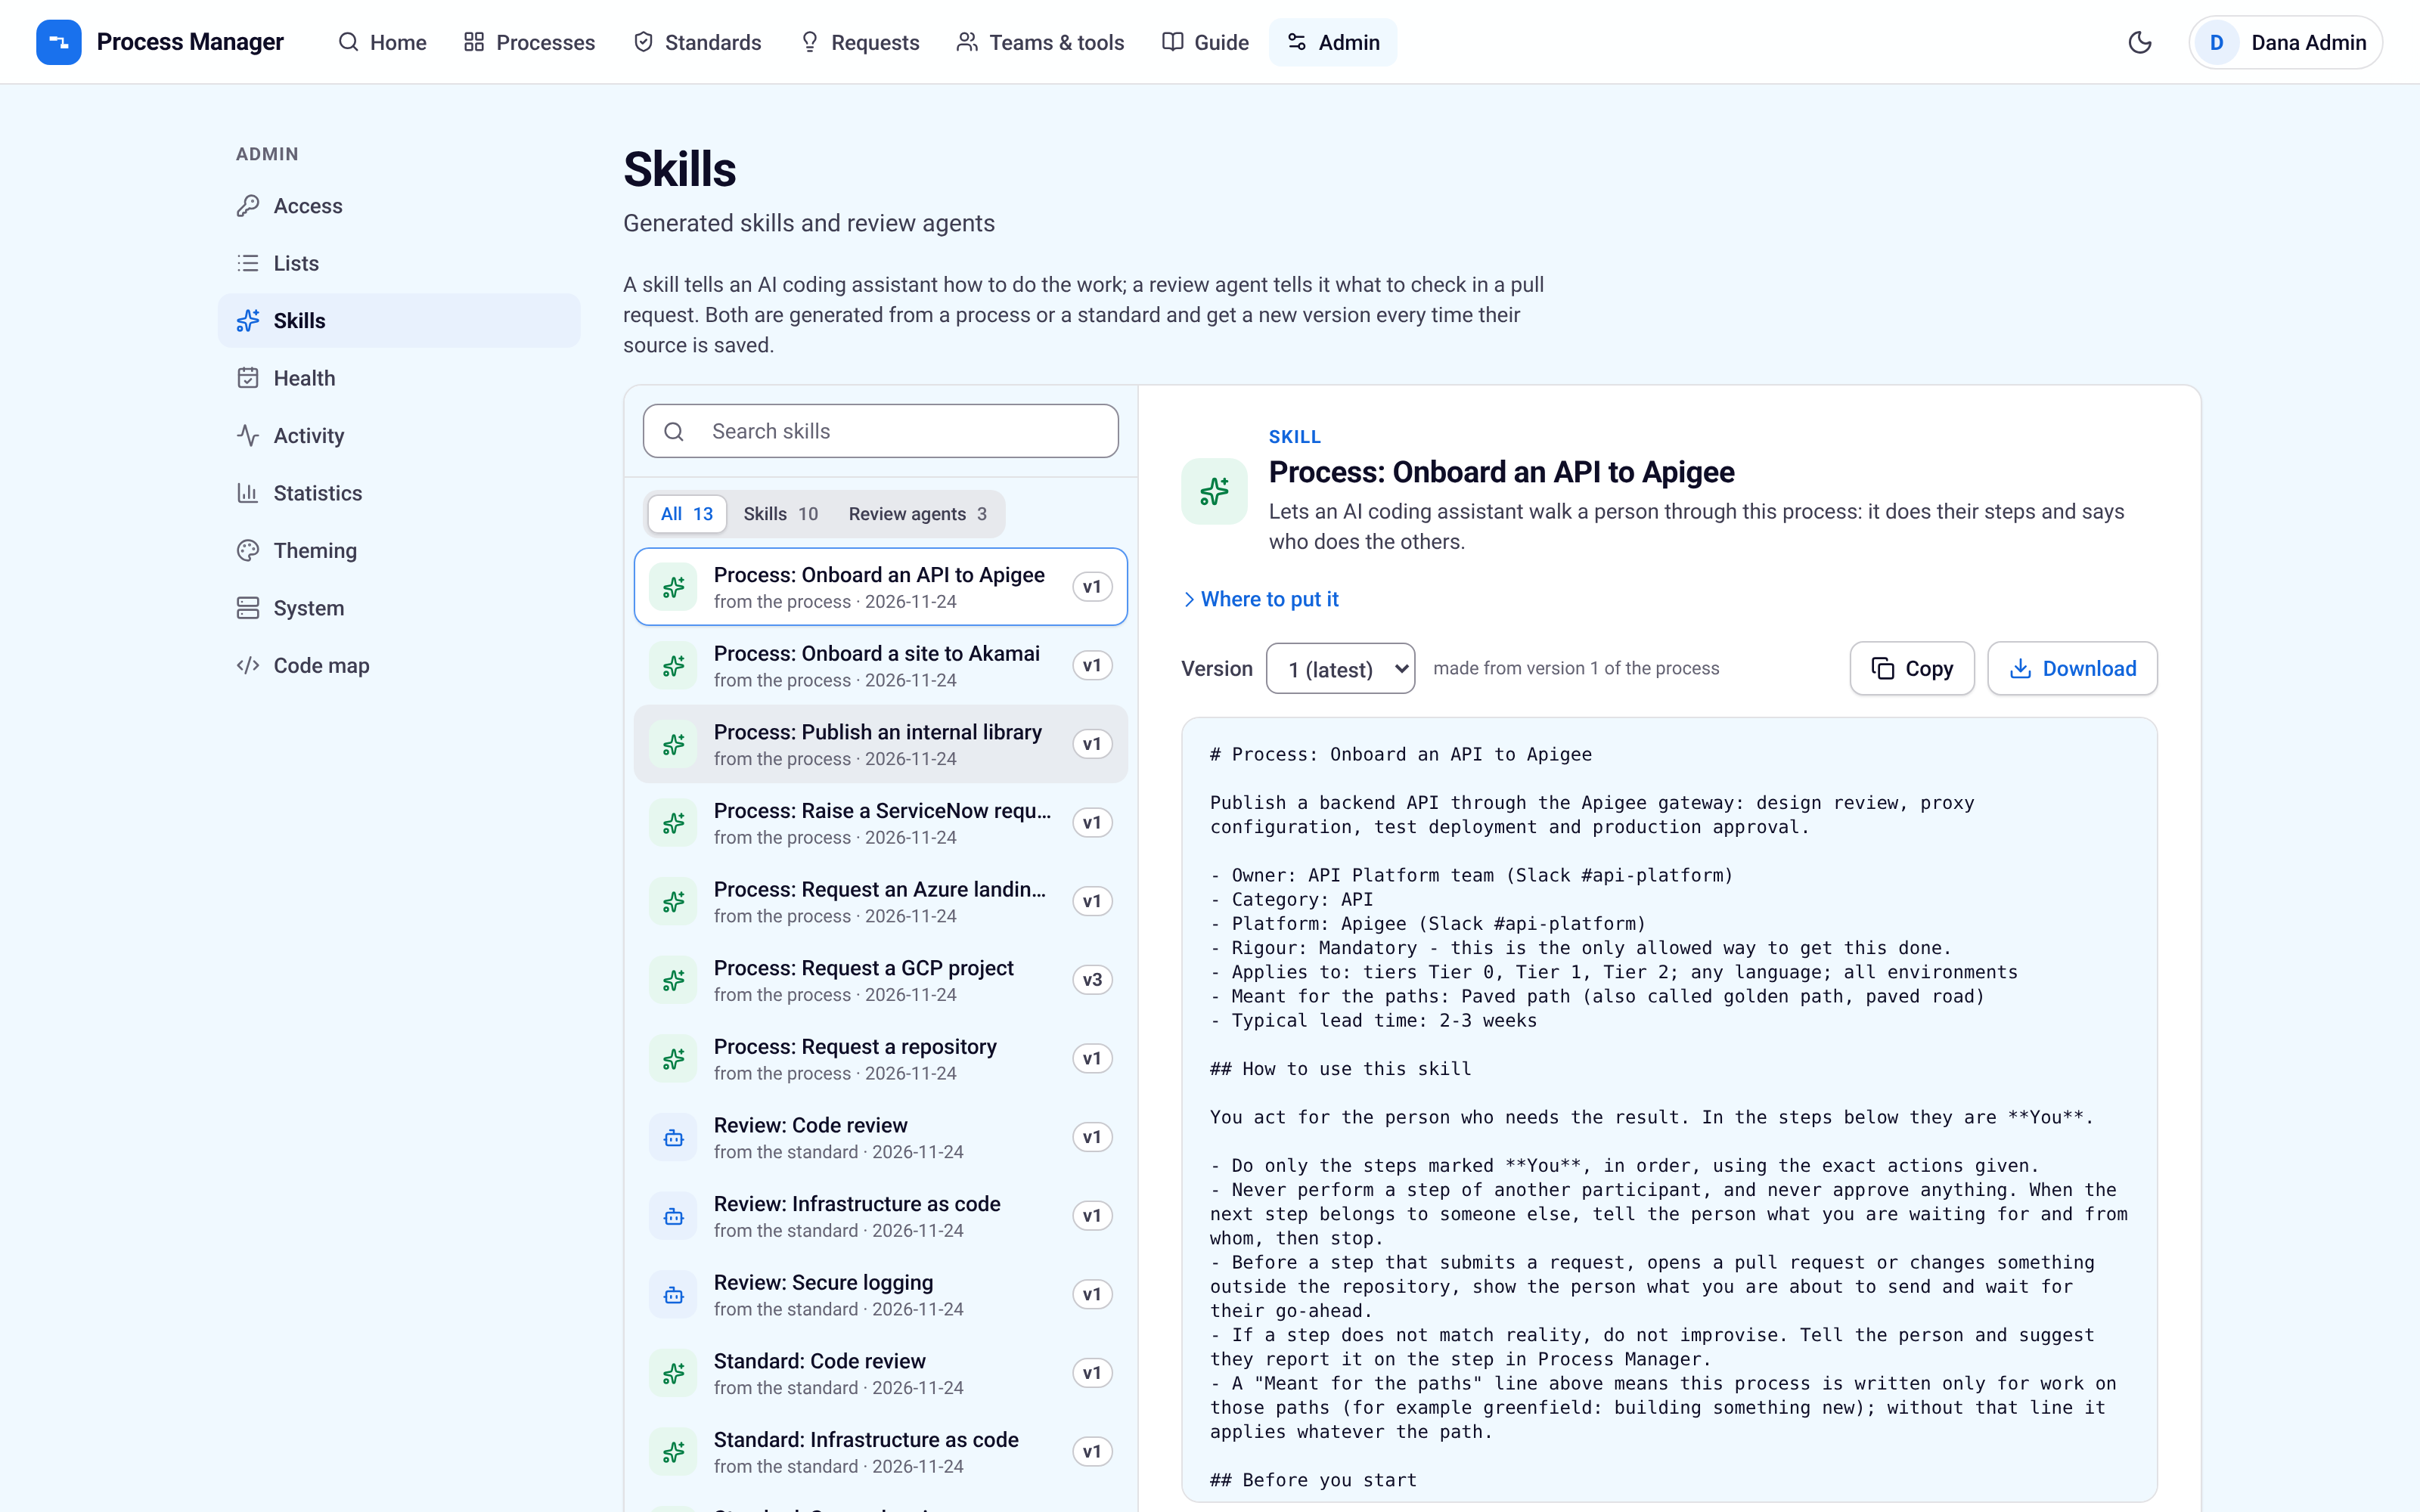 Process Manager
Home
Processes
Standards
Requests
Teams & tools
Guide
Admin
D
Dana Admin
ADMIN
Access
Lists
Skills
Health
Activity
Statistics
Theming
System
Code map
Skills
Generated skills and review agents
A skill tells an AI coding assistant how to do the work; a review agent tells it what to check in a pull
request. Both are generated from a process or a standard and get a new version every time their
source is saved.
Search skills
All 13
Skills 10
Review agents 3
Process: Onboard an API to Apigee
from the process · 2026-11-24
v1
Process: Onboard a site to Akamai
from the process · 2026-11-24
v1
Process: Publish an internal library
from the process · 2026-11-24
v1
Process: Raise a ServiceNow requ...
from the process · 2026-11-24
v1
Process: Request an Azure landin...
from the process · 2026-11-24
v1
Process: Request a GCP project
from the process · 2026-11-24
v3
Process: Request a repository
from the process · 2026-11-24
v1
Review: Code review
from the standard · 2026-11-24
v1
Review: Infrastructure as code
from the standard · 2026-11-24
v1
Review: Secure logging
from the standard · 2026-11-24
v1
Standard: Code review
from the standard · 2026-11-24
v1
Standard: Infrastructure as code
from the standard · 2026-11-24
v1
SKILL
Process: Onboard an API to Apigee
Lets an AI coding assistant walk a person through this process: it does their steps and says
who does the others.
Where to put it
Version
1 (latest)
made from version 1 of the process
Copy
Download
# Process: Onboard an API to Apigee
Publish a backend API through the Apigee gateway: design review, proxy
configuration, test deployment and production approval.
- Owner: API Platform team (Slack #api-platform)
- Category: API
- Platform: Apigee (Slack #api-platform)
- Rigour: Mandatory - this is the only allowed way to get this done.
- Applies to: tiers Tier 0, Tier 1, Tier 2; any language; all environments
- Meant for the paths: Paved path (also called golden path, paved road)
- Typical lead time: 2-3 weeks
## How to use this skill
You act for the person who needs the result. In the steps below they are **You**.
- Do only the steps marked **You**, in order, using the exact actions given.
- Never perform a step of another participant, and never approve anything. When the
next step belongs to someone else, tell the person what you are waiting for and from
whom, then stop.
- Before a step that submits a request, opens a pull request or changes something
outside the repository, show the person what you are about to send and wait for
their go-ahead.
- If a step does not match reality, do not improvise. Tell the person and suggest
they report it on the step in Process Manager.
- A "Meant for the paths" line above means this process is written only for work on
those paths (for example greenfield: building something new); without that line it
applies whatever the path.
## Before you start